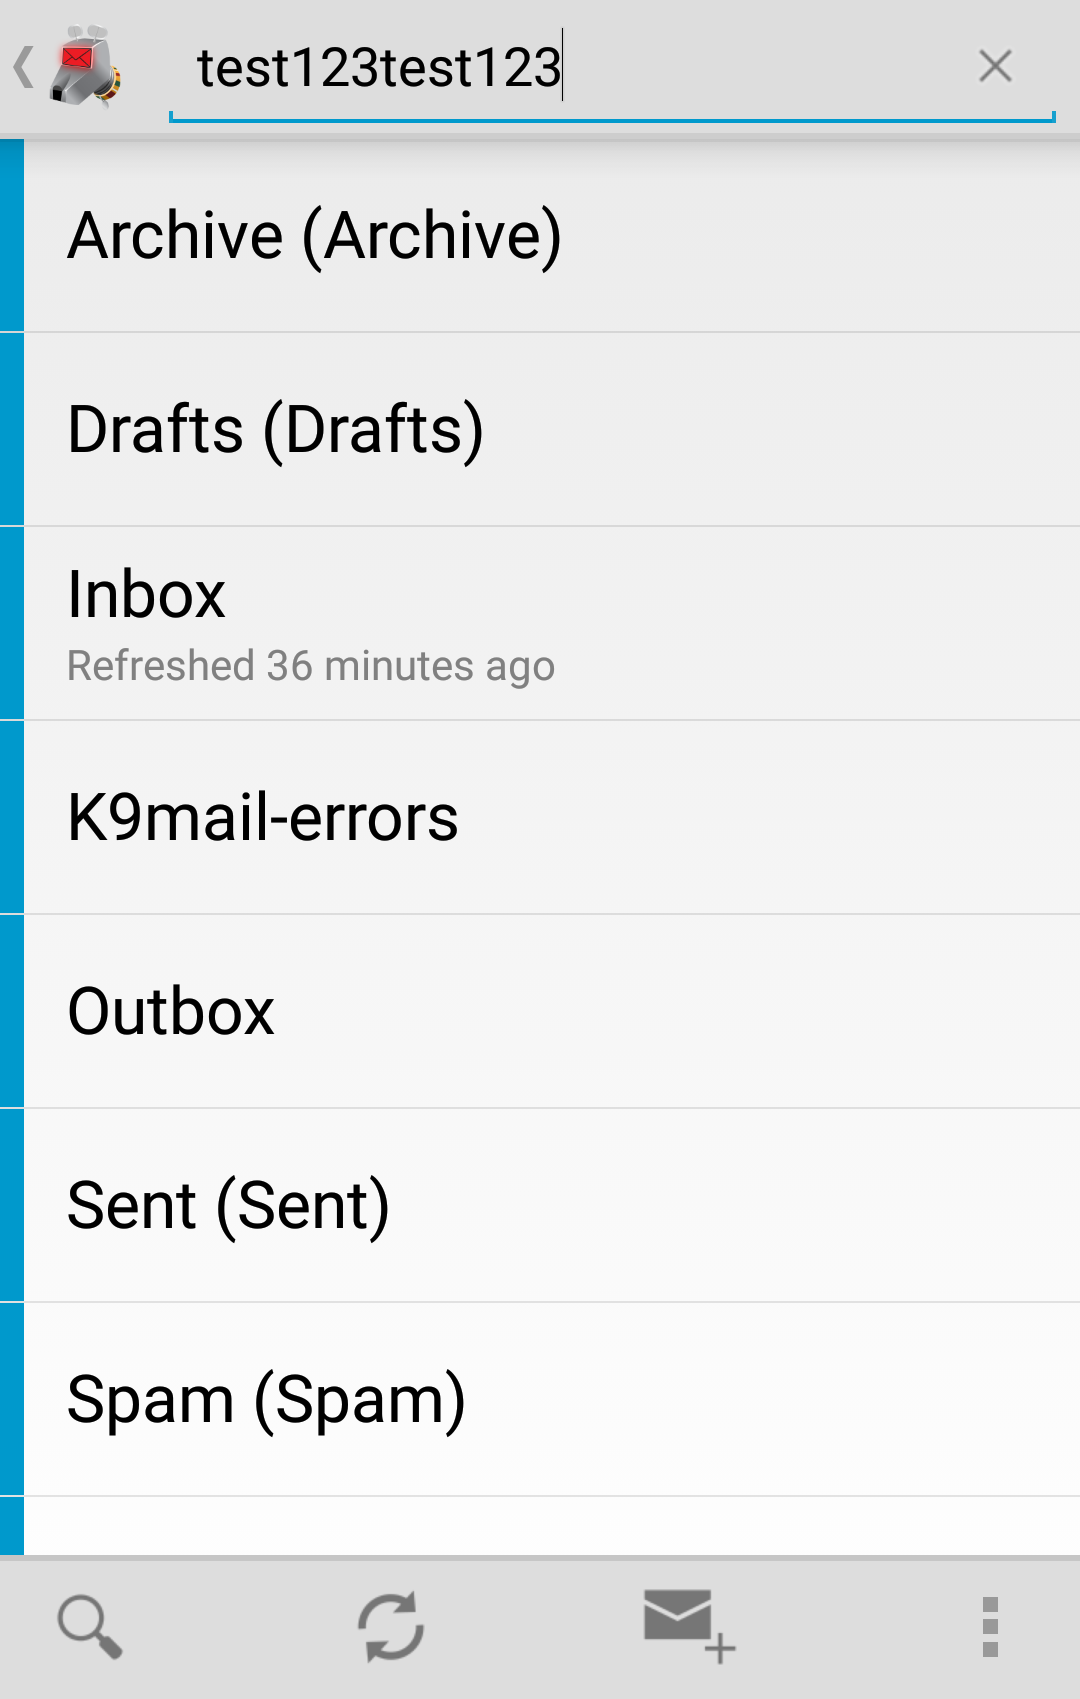 test123test123
Archive (Archive)
Drafts (Drafts)
Inbox
Refreshed 36 minutes ago
K9mail-errors
Outbox
Sent (Sent)
Spam (Spam)